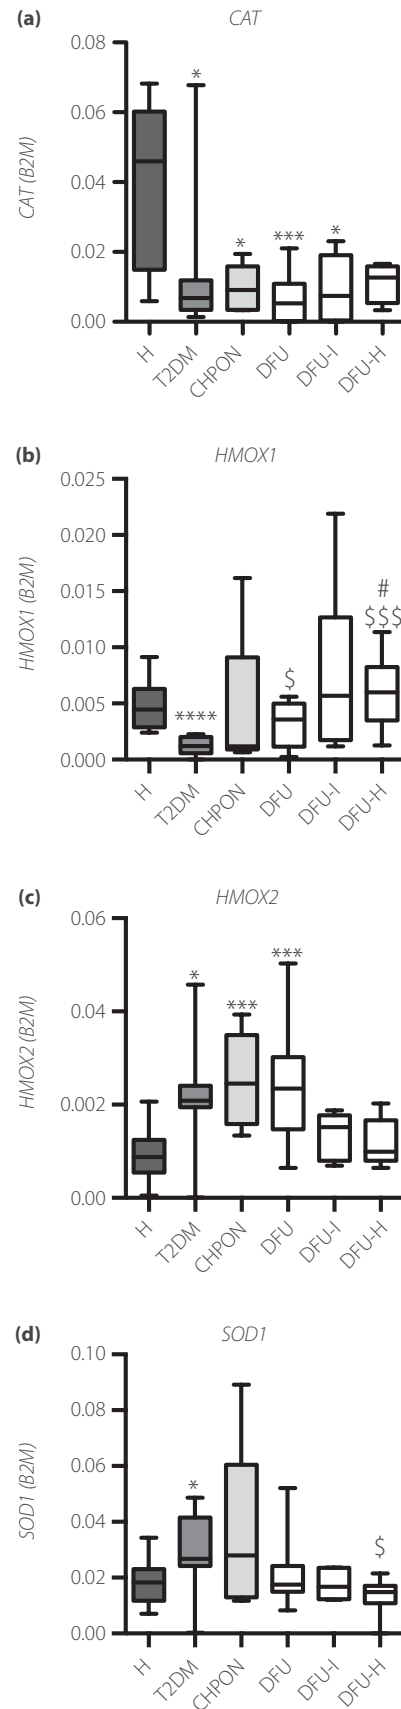 (a) CAT
CAT (B2M)
0.08
0.06
0.04
0.02
0.00
*
*
***
*
H T2DM CHPON DFU DFU-I DFU-H
(b) HMOX1
HMOX1 (B2M)
0.025
0.020
0.015
0.010
0.005
0.000
****
$
#
$$$
H T2DM CHPON DFU DFU-I DFU-H
(c) HMOX2
HMOX2 (B2M)
0.06
0.04
0.002
0.00
*
***
***
H T2DM CHPON DFU DFU-I DFU-H
(d) SOD1
SOD1 (B2M)
0.10
0.08
0.06
0.04
0.02
0.00
*
$
H T2DM CHPON DFU DFU-I DFU-H